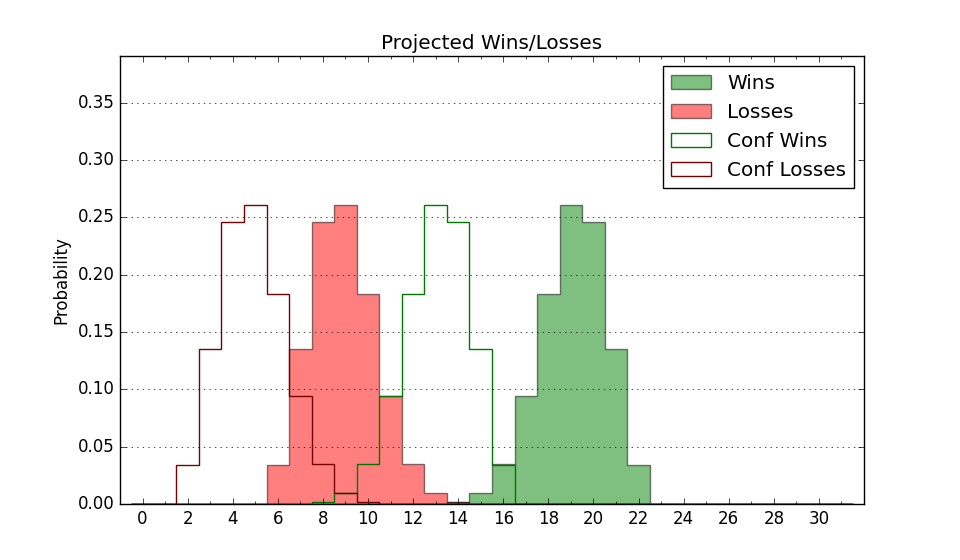 Projected Wins/Losses
Wins
Losses
Conf Wins
Conf Losses
Probability
0.35
0.30
0.25
0.20
0.15
0.10
0.05
0.00
0 2 4 6 8 10 12 14 16 18 20 22 24 26 28 30